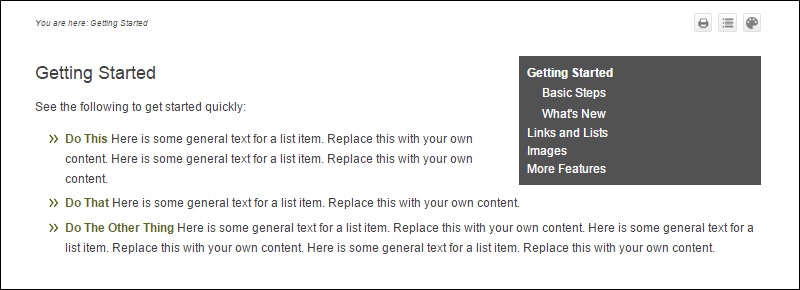 You are here: Getting Started
Getting Started
See the following to get started quickly:
Do This Here is some general text for a list item. Replace this with your own
content. Here is some general text for a list item. Replace this with your own
content.
Do That Here is some general text for a list item. Replace this with your own content.
Do The Other Thing Here is some general text for a list item. Replace this with your own content. Here is some general text for a
list item. Replace this with your own content. Here is some general text for a list item. Replace this with your own content.
Getting Started
Basic Steps
What's New
Links and Lists
Images
More Features